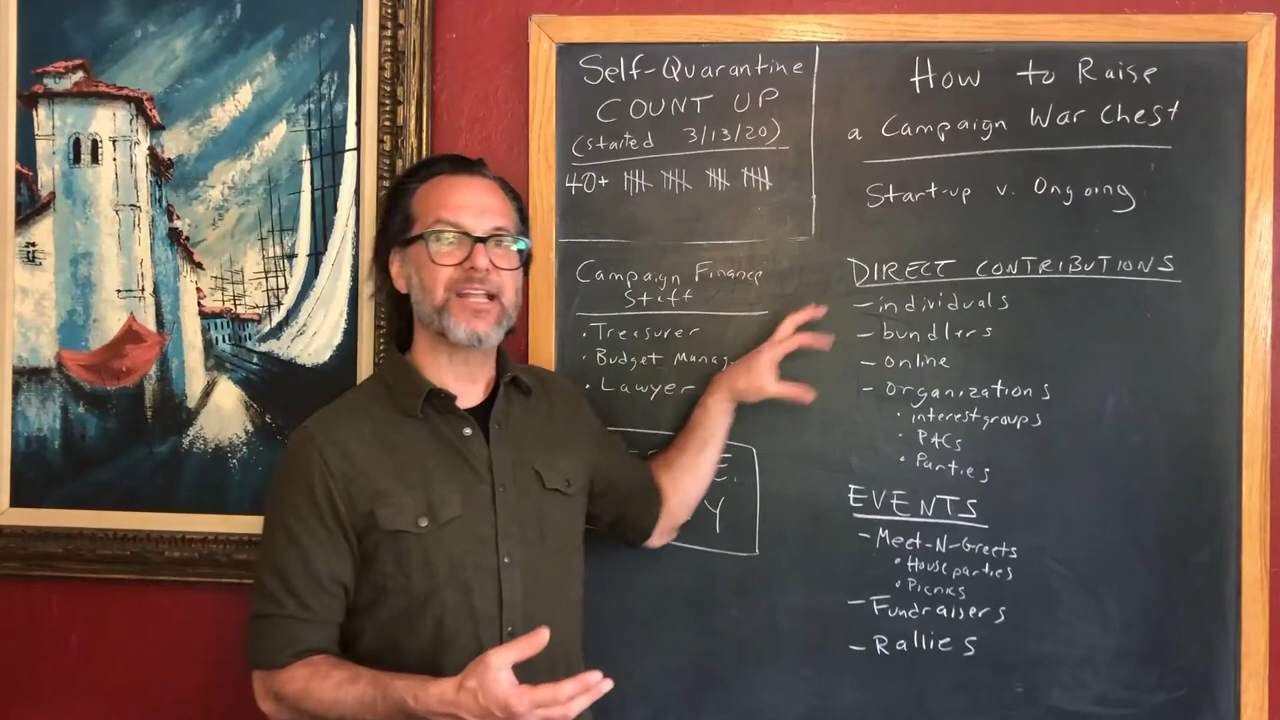 Self-Quarantine
COUNT UP
(started 3/13/20)
40+
Campaign Finance
Staff
• Treasurer
• Budget Manag
• Lawyer
E.
Y
How to Raise
a Campaign War Chest
Start-up v. Ongoing
DIRECT CONTRIBUTIONS
- individuals
- bundlers
- online
- Organizations
• interest groups
• PACs
• Parties
EVENTS
- Meet-N-Greets
• House parties
• Picnics
- Fundraisers
- Rallies